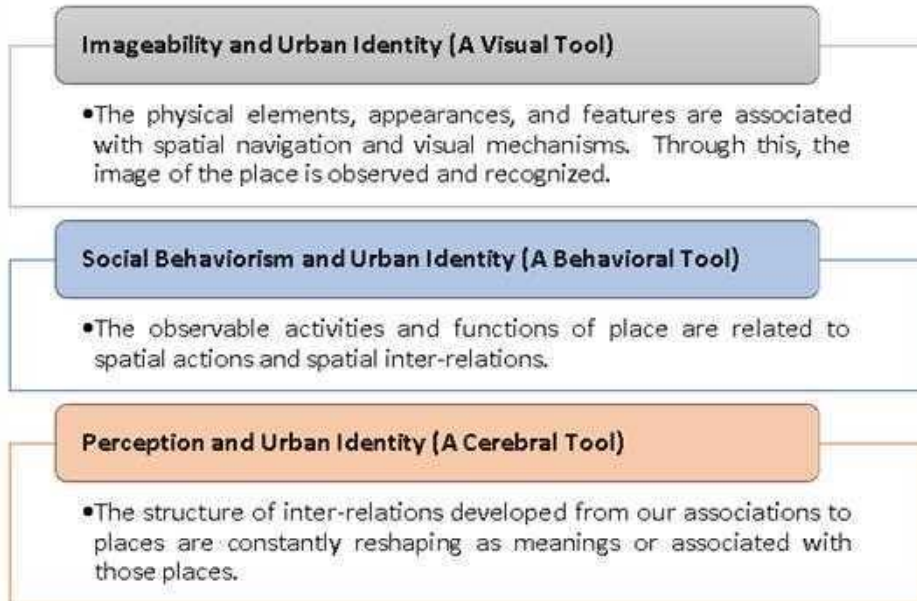 Imageability and Urban Identity (A Visual Tool)
•The physical elements, appearances, and features are associated
with spatial navigation and visual mechanisms. Through this, the
image of the place is observed and recognized.
Social Behaviorism and Urban Identity (A Behavioral Tool)
•The observable activities and functions of place are related to
spatial actions and spatial inter-relations.
Perception and Urban Identity (A Cerebral Tool)
•The structure of inter-relations developed from our associations to
places are constantly reshaping as meanings or associated with
those places.